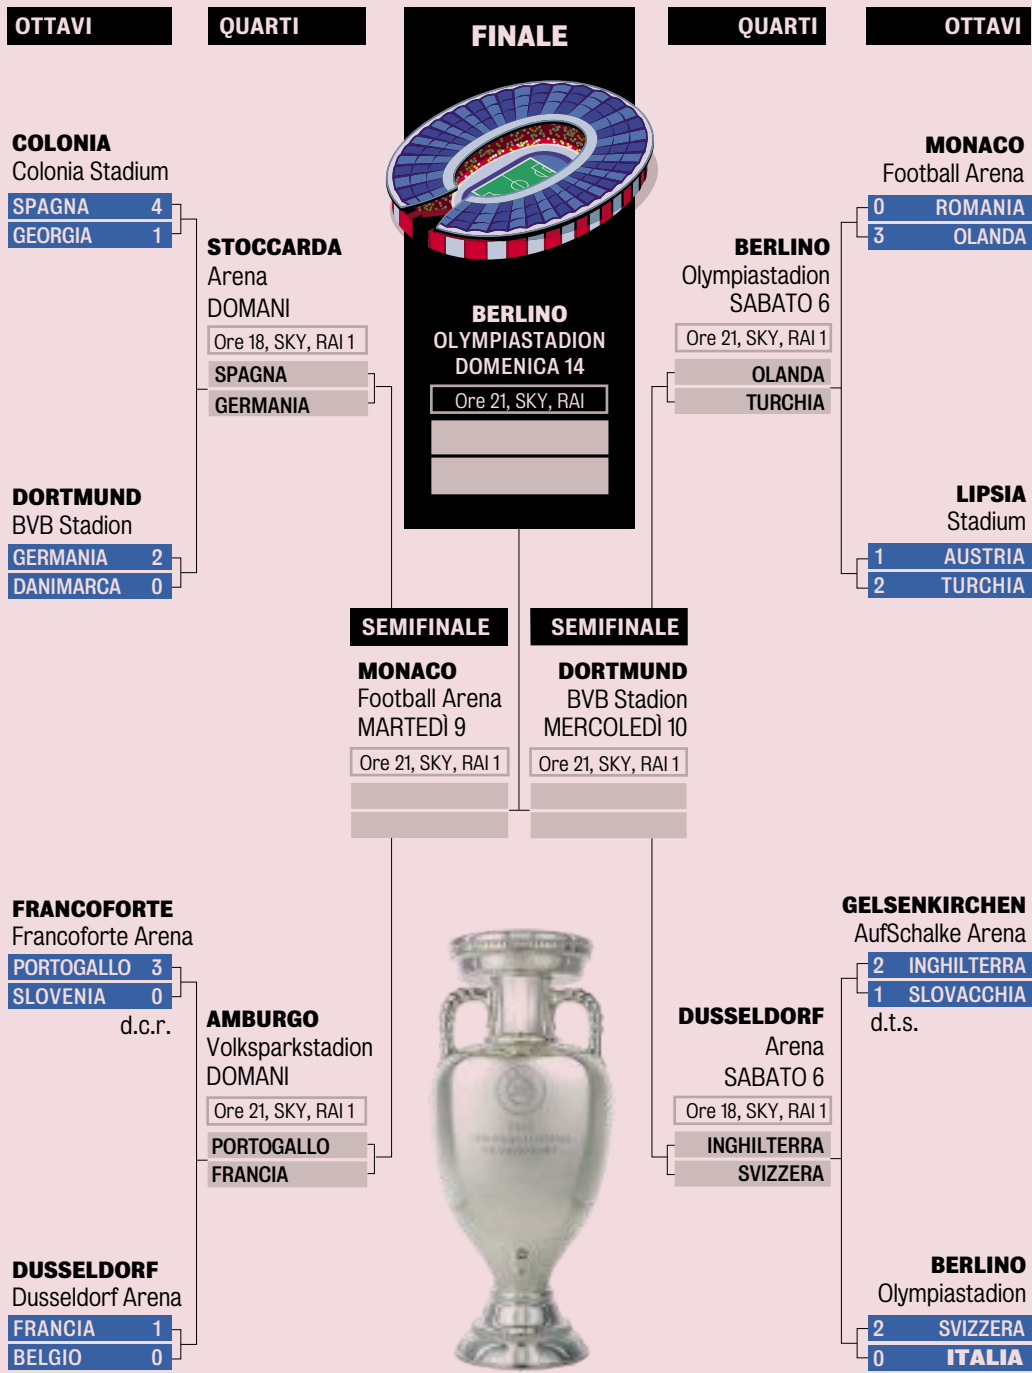 OTTAVI
QUARTI
FINALE
QUARTI
OTTAVI
COLONIA
Colonia Stadium
SPAGNA 4
GEORGIA 1
STOCCARDA
Arena
DOMANI
Ore 18, SKY, RAI 1
SPAGNA
GERMANIA
DORTMUND
BVB Stadion
GERMANIA 2
DANIMARCA 0
BERLINO
OLYMPIASTADION
DOMENICA 14
Ore 21, SKY, RAI
MONACO
Football Arena
0 ROMANIA
3 OLANDA
BERLINO
Olympiastadion
SABATO 6
Ore 21, SKY, RAI 1
OLANDA
TURCHIA
LIPSIA
Stadium
1 AUSTRIA
2 TURCHIA
SEMIFINALE
MONACO
Football Arena
MARTEDÌ 9
Ore 21, SKY, RAI 1
SEMIFINALE
DORTMUND
BVB Stadion
MERCOLEDÌ 10
Ore 21, SKY, RAI 1
FRANCOFORTE
Francoforte Arena
PORTOGALLO 3
SLOVENIA 0
d.c.r.
AMBURGO
Volksparkstadion
DOMANI
Ore 21, SKY, RAI 1
PORTOGALLO
FRANCIA
DUSSELDORF
Dusseldorf Arena
FRANCIA 1
BELGIO 0
GELSENKIRCHEN
AufSchalke Arena
2 INGHILTERRA
1 SLOVACCHIA
d.t.s.
DUSSELDORF
Arena
SABATO 6
Ore 18, SKY, RAI 1
INGHILTERRA
SVIZZERA
BERLINO
Olympiastadion
2 SVIZZERA
0 ITALIA